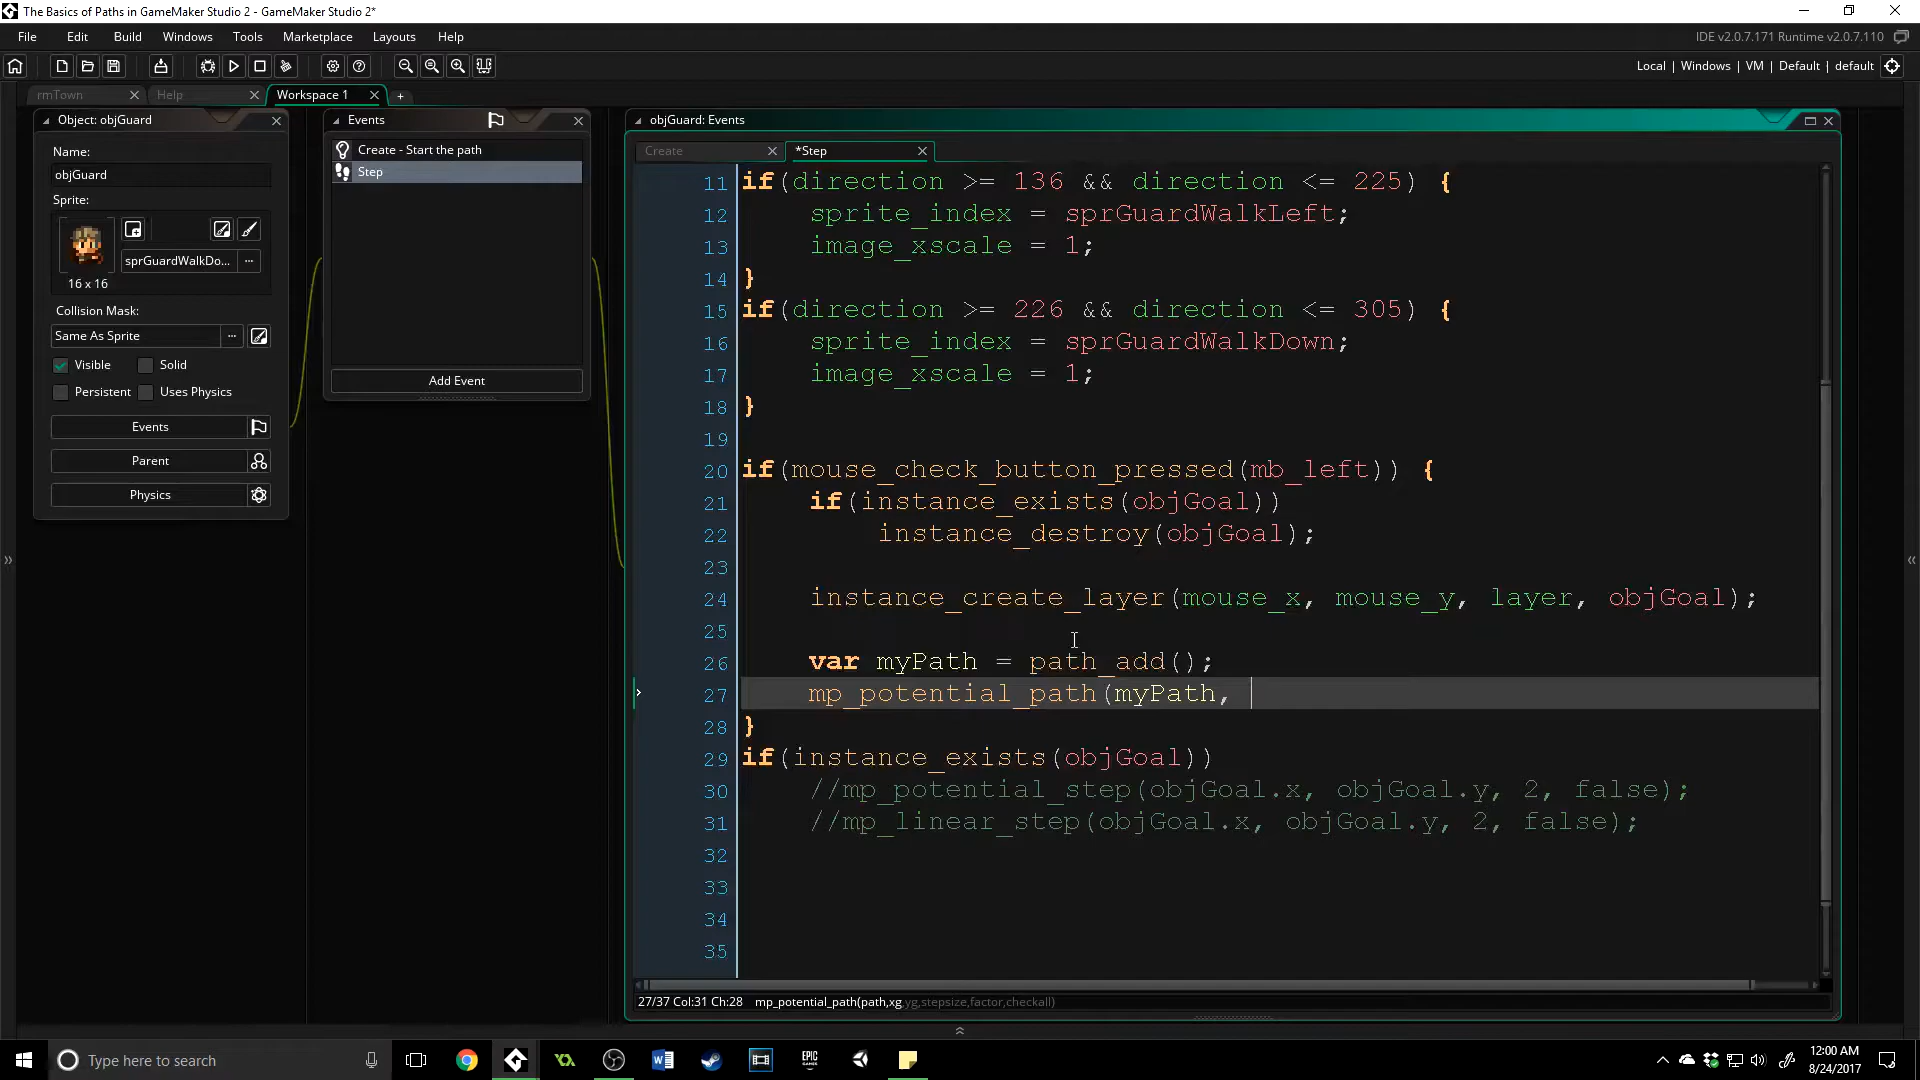 The Basics of Paths in GameMaker Studio 2 - GameMaker Studio 2*
File Edit Build Windows Tools Marketplace Layouts Help
IDE v2.0.7.171 Runtime v2.0.7.110
Local | Windows | VM | Default | default
rmTown Help Workspace 1
Object: objGuard
Name:
objGuard
Sprite:
sprGuardWalkDo...
16 x 16
Collision Mask:
Same As Sprite
Visible Solid
Persistent Uses Physics
Events
Parent
Physics
Events
Create - Start the path
Step
Add Event
objGuard: Events
Create *Step
11 if(direction >= 136 && direction <= 225) {
12 sprite_index = sprGuardWalkLeft;
13 image_xscale = 1;
14 }
15 if(direction >= 226 && direction <= 305) {
16 sprite_index = sprGuardWalkDown;
17 image_xscale = 1;
18 }
19
20 if(mouse_check_button_pressed(mb_left)) {
21 if(instance_exists(objGoal))
22 instance_destroy(objGoal);
23
24 instance_create_layer(mouse_x, mouse_y, layer, objGoal);
25
26 var myPath = path_add();
27 mp_potential_path(myPath,
28 }
29 if(instance_exists(objGoal))
30 //mp_potential_step(objGoal.x, objGoal.y, 2, false);
31 //mp_linear_step(objGoal.x, objGoal.y, 2, false);
32
33
34
35
27/37 Col:31 Ch:28 mp_potential_path(path,xg,yg,stepsize,factor,checkall)
Type here to search
EPIC GAMES
12:00 AM
8/24/2017